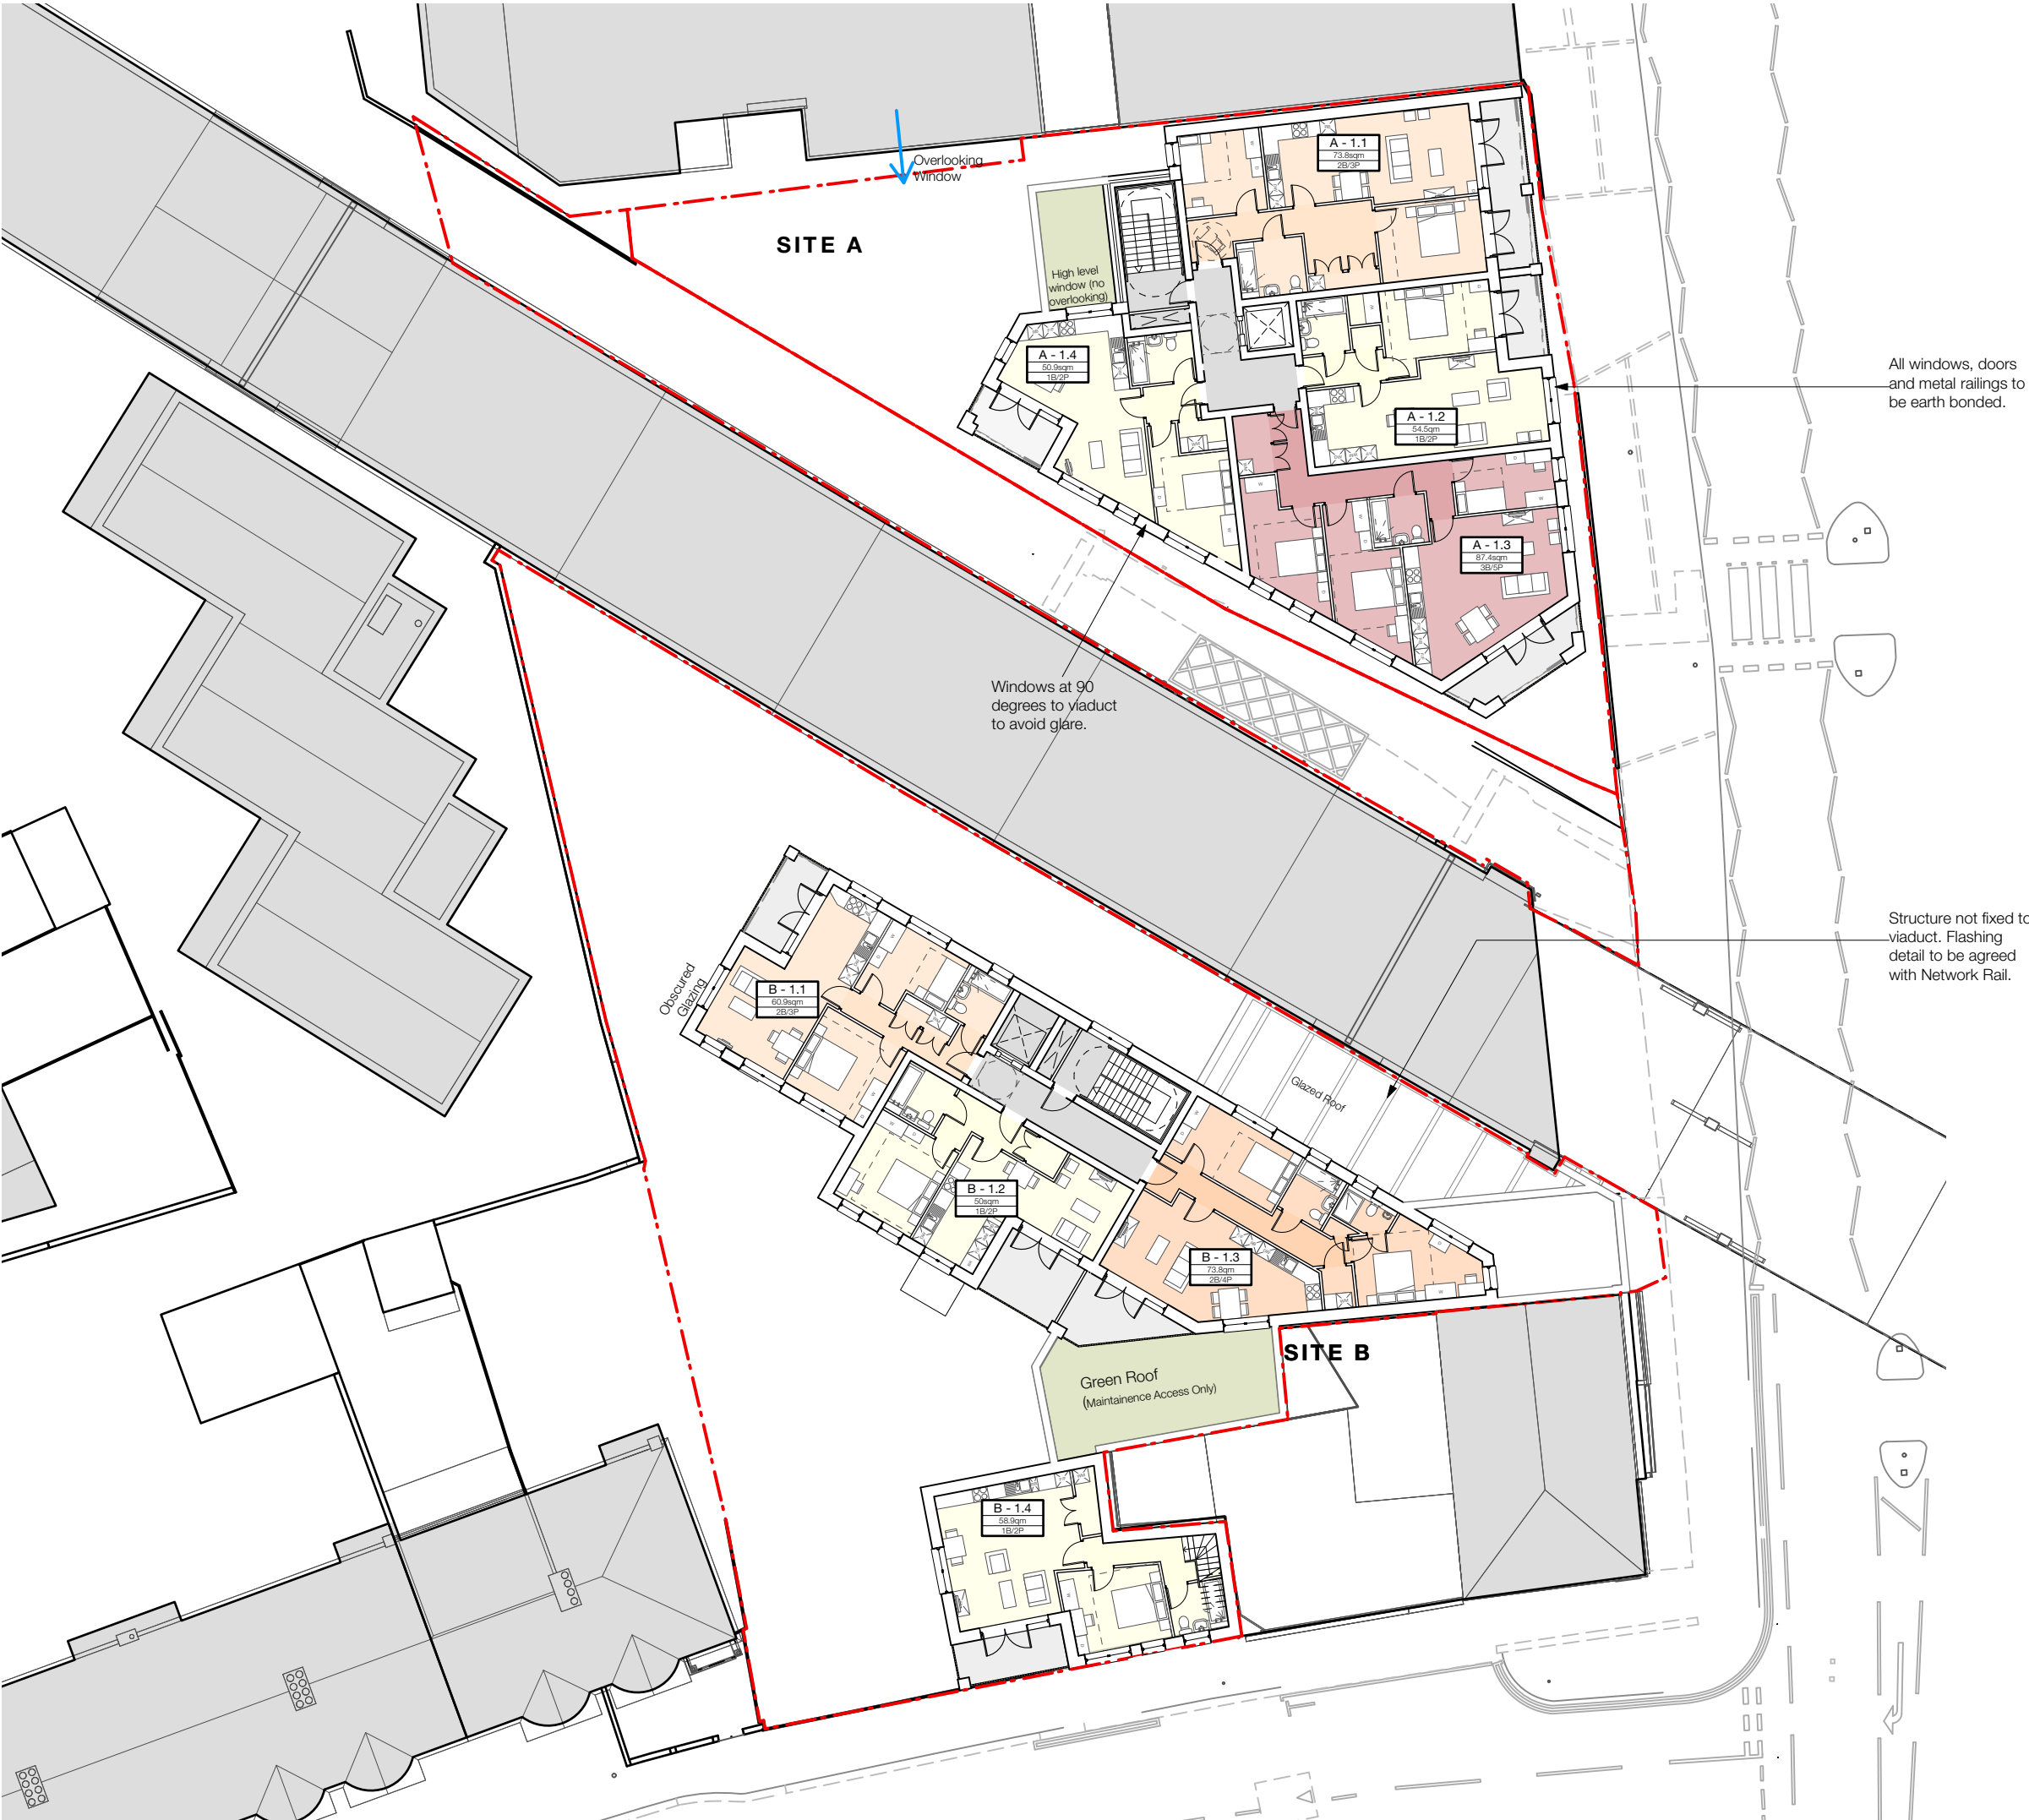 Overlooking
Window
SITE A
A - 1.1
73.8sqm
2B/3P
High level
window (no
overlooking)
A - 1.4
50.9sqm
1B/2P
A - 1.2
54.5qm
1B/2P
All windows, doors
and metal railings to
be earth bonded.
A - 1.3
87.4sqm
3B/5P
Windows at 90
degrees to viaduct
to avoid glare.
Structure not fixed to
viaduct. Flashing
detail to be agreed
with Network Rail.
Obscured
Glazing
B - 1.1
60.9sqm
2B/3P
Glazed Roof
B - 1.2
50sqm
1B/2P
B - 1.3
73.8qm
2B/4P
SITE B
Green Roof
(Maintainence Access Only)
B - 1.4
58.9qm
1B/2P